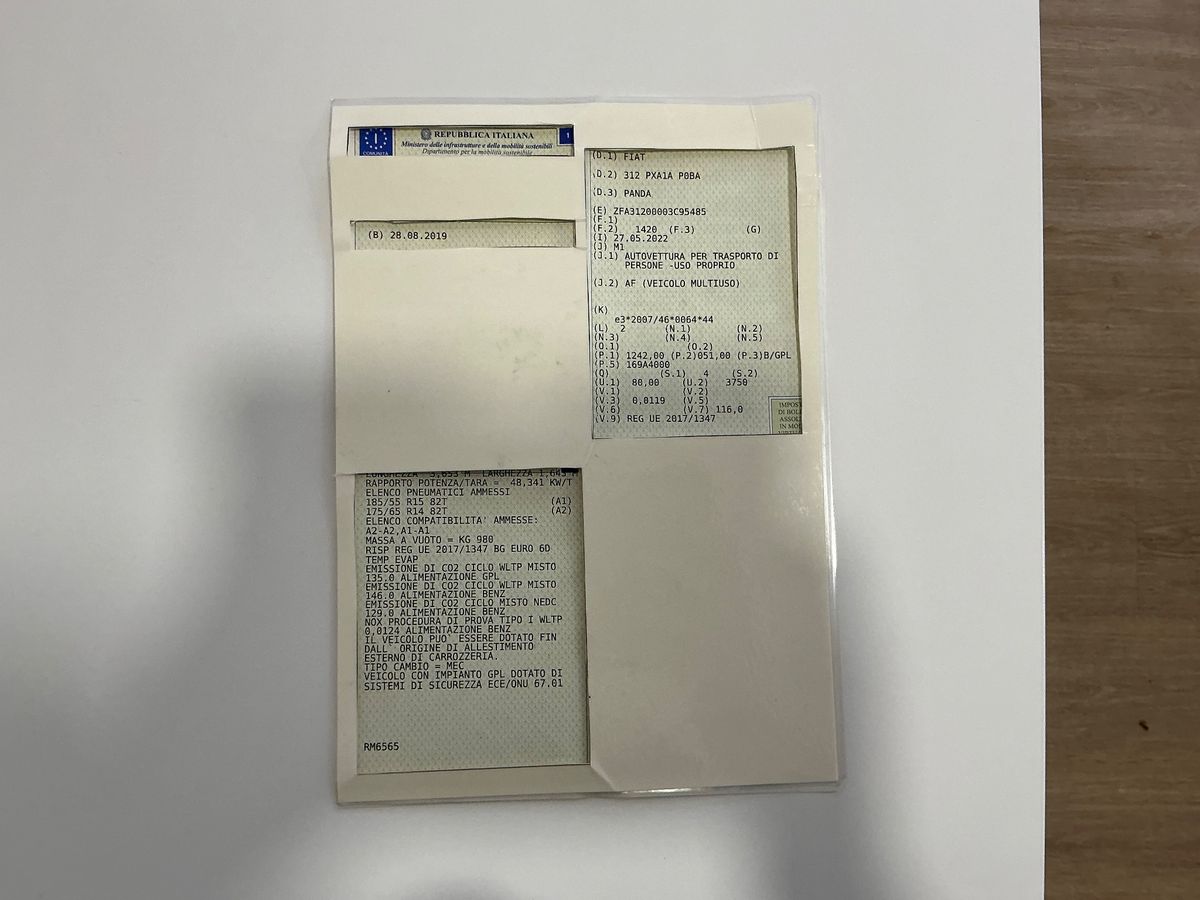 REPUBBLICA ITALIANA
1
Ministero delle infrastrutture e della mobilità sostenibili
COMUNITÀ
Dipartimento per la mobilità sostenibile
(B) 28.08.2019
RAPPORTO POTENZA/TARA = 48,341 KW/T
ELENCO PNEUMATICI AMMESSI
185/55 R15 82T (A1)
175/65 R14 82T (A2)
ELENCO COMPATIBILITA' AMMESSE:
A2-A2,A1-A1
MASSA A VUOTO = KG 980
RISP REG UE 2017/1347 BG EURO 6D
TEMP EVAP
EMISSIONE DI CO2 CICLO WLTP MISTO
135.0 ALIMENTAZIONE GPL
EMISSIONE DI CO2 CICLO WLTP MISTO
146.0 ALIMENTAZIONE BENZ
EMISSIONE DI CO2 CICLO MISTO NEDC
129.0 ALIMENTAZIONE BENZ
NOX PROCEDURA DI PROVA TIPO I WLTP
0,0124 ALIMENTAZIONE BENZ
IL VEICOLO PUO` ESSERE DOTATO FIN
DALL` ORIGINE DI ALLESTIMENTO
ESTERNO DI CARROZZERIA.
TIPO CAMBIO = MEC
VEICOLO CON IMPIANTO GPL DOTATO DI
SISTEMI DI SICUREZZA ECE/ONU 67.01
RM6565
(D.1) FIAT
(D.2) 312 PXA1A P0BA
(D.3) PANDA
(E) ZFA31200003C95485
(F.1)
(F.2) 1420 (F.3) (G)
(I) 27.05.2022
(J) M1
(J.1) AUTOVETTURA PER TRASPORTO DI
PERSONE -USO PROPRIO
(J.2) AF (VEICOLO MULTIUSO)
(K)
e3*2007/46*0064*44
(L) 2 (N.1) (N.2)
(N.3) (N.4) (N.5)
(O.1) (O.2)
(P.1) 1242,00 (P.2)051,00 (P.3)B/GPL
(P.5) 169A4000
(Q) (S.1) 4 (S.2)
(U.1) 80,00 (U.2) 3750
(V.1) (V.2)
(V.3) 0,0119 (V.5)
(V.6) (V.7) 116,0
(V.9) REG UE 2017/1347
IMPOS
DI BOL
ASSOL
IN MO